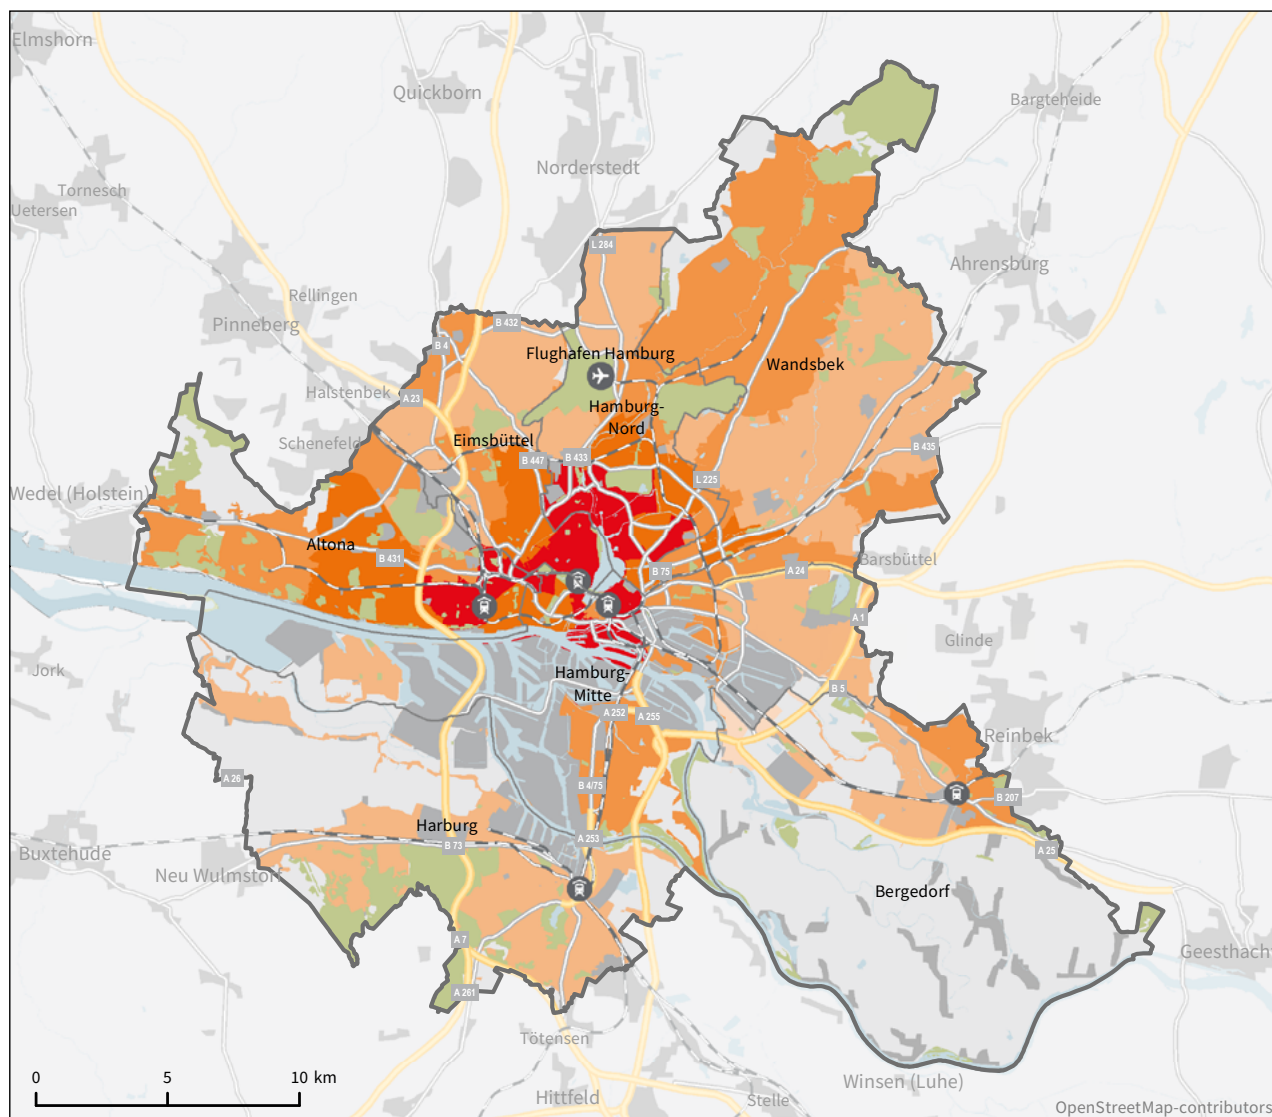 Elmshorn
Quickborn
Bargteheide
Norderstedt
Tornesch
Uetersen
L 284
Ahrensburg
Rellingen
Pinneberg
B 432
B 4
Flughafen Hamburg
Wandsbek
Halstenbek
A 23
Hamburg-
Nord
Schenefeld
Eimsbüttel
B 433
B 447
B 435
L 225
Wedel (Holstein)
Altona
B 431
B 75
A 24
Barsbüttel
A 1
Glinde
Jork
Hamburg-
Mitte
B 5
A 252
A 255
Reinbek
A 26
B 4/75
B 207
Harburg
A 253
B 73
A 25
Buxtehude
Neu Wulmstorf
Bergedorf
A 7
Geesthacht
A 261
Tötensen
0 5 10 km
Winsen (Luhe)
Hittfeld
Stelle
OpenStreetMap-contributors